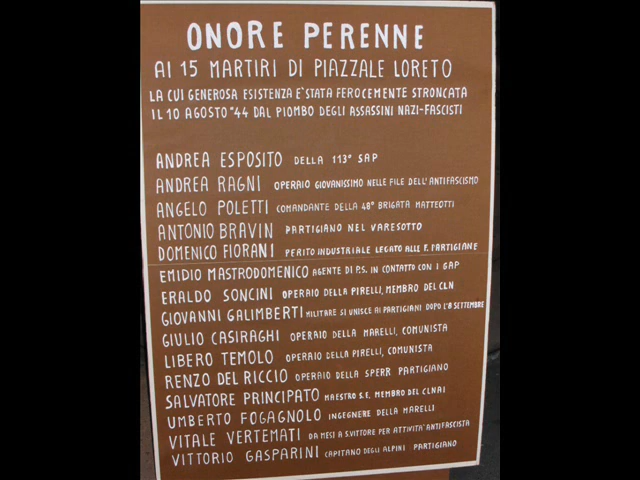 ONORE PERENNE
AI 15 MARTIRI DI PIAZZALE LORETO
LA CUI GENEROSA ESISTENZA E'STATA FEROCEMENTE STRONCATA
IL 10 AGOSTO '44 DAL PIOMBO DEGLI ASSASSINI NAZI-FASCISTI
ANDREA ESPOSITO DELLA 113° SAP
ANDREA RAGNI OPERAIO GIOVANISSIMO NELLE FILE DELL'ANTIFASCISMO
ANGELO POLETTI COMANDANTE DELLA 48° BRIGATA MATTEOTTI
ANTONIO BRAVIN PARTIGIANO NEL VARESOTTO
DOMENICO FIORANI PERITO INDUSTRIALE LEGATO ALLE F. PARTIGIANE
EMIDIO MASTRODOMENICO AGENTE DI P.S. IN CONTATTO CON I GAP
ERALDO SONCINI OPERAIO DELLA PIRELLI, MEMBRO DEL CLN
GIOVANNI GALIMBERTI MILITARE SI UNISCE AI PARTIGIANI DOPO L'8 SETTEMBRE
GIULIO CASIRAGHI OPERAIO DELLA MARELLI, COMUNISTA
LIBERO TEMOLO OPERAIO DELLA PIRELLI, COMUNISTA
RENZO DEL RICCIO OPERAIO DELLA SPERR PARTIGIANO
SALVATORE PRINCIPATO MAESTRO S.E. MEMBRO DEL CLNAI
UMBERTO FOGAGNOLO INGEGNERE DELLA MARELLI
VITALE VERTEMATI DA MESI A S.VITTORE PER ATTIVITA' ANTIFASCISTA
VITTORIO GASPARINI CAPITANO DEGLI ALPINI PARTIGIANO